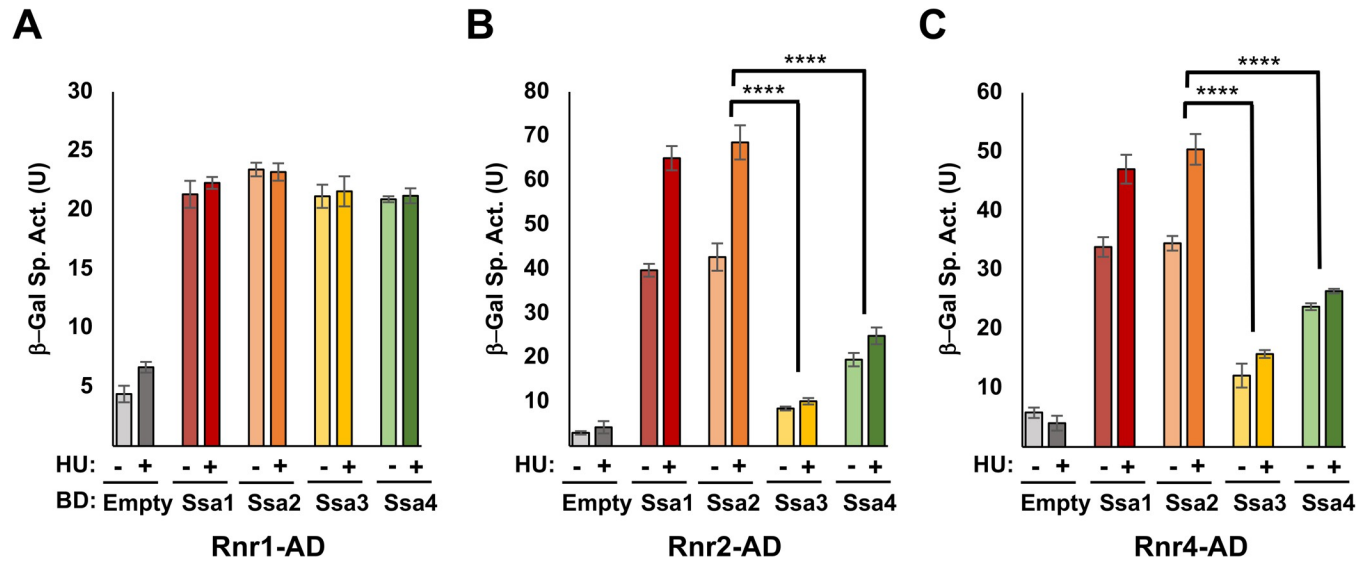 A
β–Gal Sp. Act. (U)
30
25
20
15
10
5
HU: - + - + - + - + - +
BD: Empty Ssa1 Ssa2 Ssa3 Ssa4
Rnr1-AD
B
β–Gal Sp. Act. (U)
80
70
60
50
40
30
20
10
****
****
HU: - + - + - + - + - +
Empty Ssa1 Ssa2 Ssa3 Ssa4
Rnr2-AD
C
β–Gal Sp. Act. (U)
60
50
40
30
20
10
****
****
HU: - + - + - + - + - +
Empty Ssa1 Ssa2 Ssa3 Ssa4
Rnr4-AD